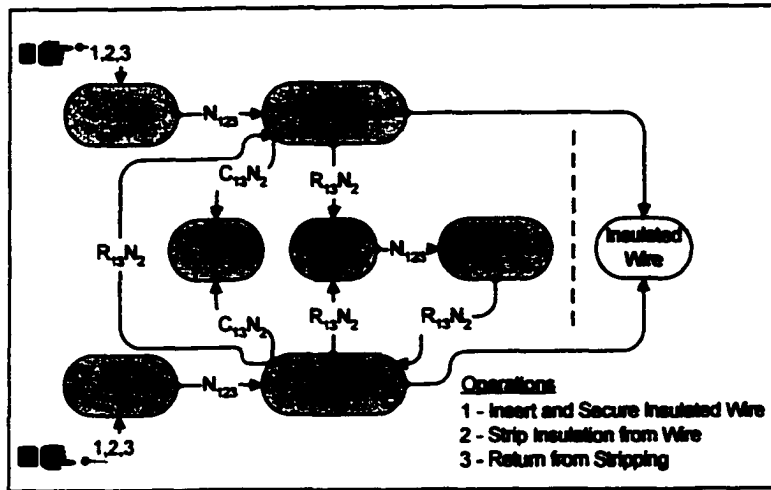 1,2,3
N₁₂₃
C₁₃N₂
R₁₃N₂
R₁₃N₂
N₁₂₃
Insulated
Wire
C₁₃N₂
R₁₃N₂
R₁₃N₂
N₁₂₃
1,2,3
Operations
1 - Insert and Secure Insulated Wire
2 - Strip Insulation from Wire
3 - Return from Stripping